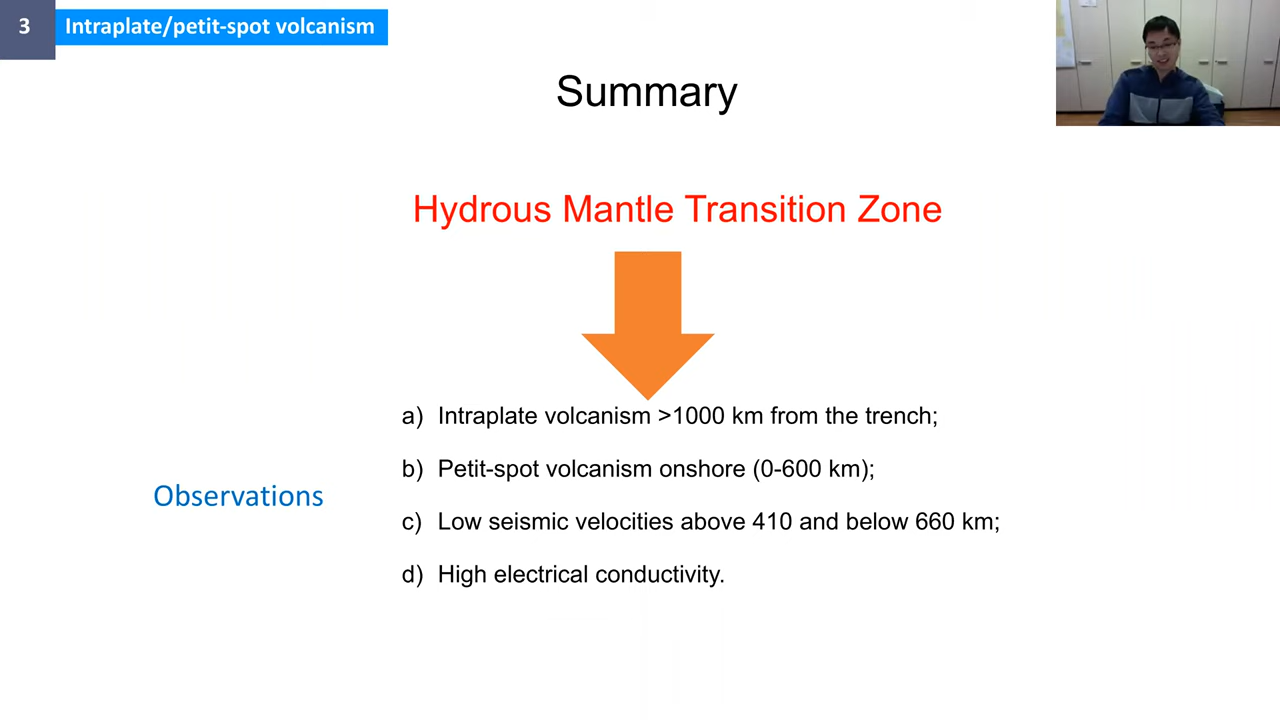 3
Intraplate/petit-spot volcanism
Summary
Hydrous Mantle Transition Zone
a) Intraplate volcanism >1000 km from the trench;
b) Petit-spot volcanism onshore (0-600 km);
Observations
c) Low seismic velocities above 410 and below 660 km;
d) High electrical conductivity.